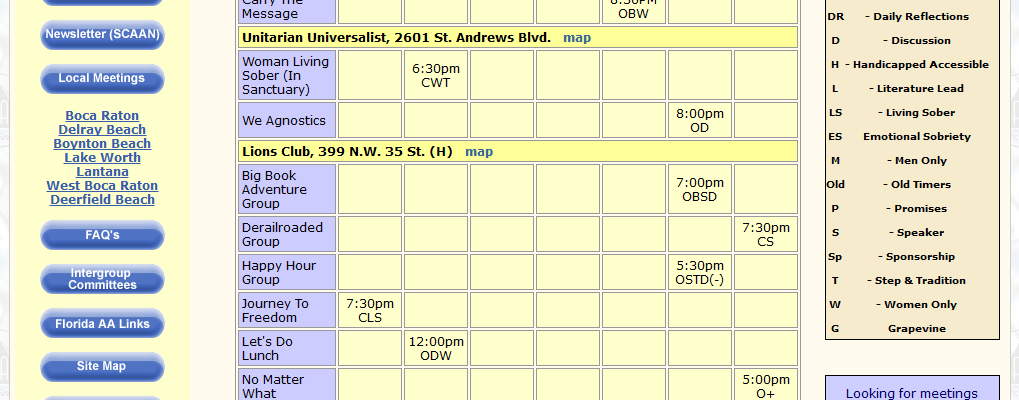 Newsletter (SCAAN)
Local Meetings
Boca Raton
Delray Beach
Boynton Beach
Lake Worth
Lantana
West Boca Raton
Deerfield Beach
FAQ's
Intergroup
Committees
Florida AA Links
Site Map
Carry The
Message
8:30PM
OBW
Unitarian Universalist, 2601 St. Andrews Blvd. map
Woman Living
Sober (In
Sanctuary)
6:30pm
CWT
We Agnostics
8:00pm
OD
Lions Club, 399 N.W. 35 St. (H) map
Big Book
Adventure
Group
7:00pm
OBSD
Derailroaded
Group
7:30pm
CS
Happy Hour
Group
5:30pm
OSTD(-)
Journey To
Freedom
7:30pm
CLS
Let's Do
Lunch
12:00pm
ODW
No Matter
What
5:00pm
O+
DR - Daily Reflections
D - Discussion
H - Handicapped Accessible
L - Literature Lead
LS - Living Sober
ES Emotional Sobriety
M - Men Only
Old - Old Timers
P - Promises
S - Speaker
Sp - Sponsorship
T - Step & Tradition
W - Women Only
G Grapevine
Looking for meetings